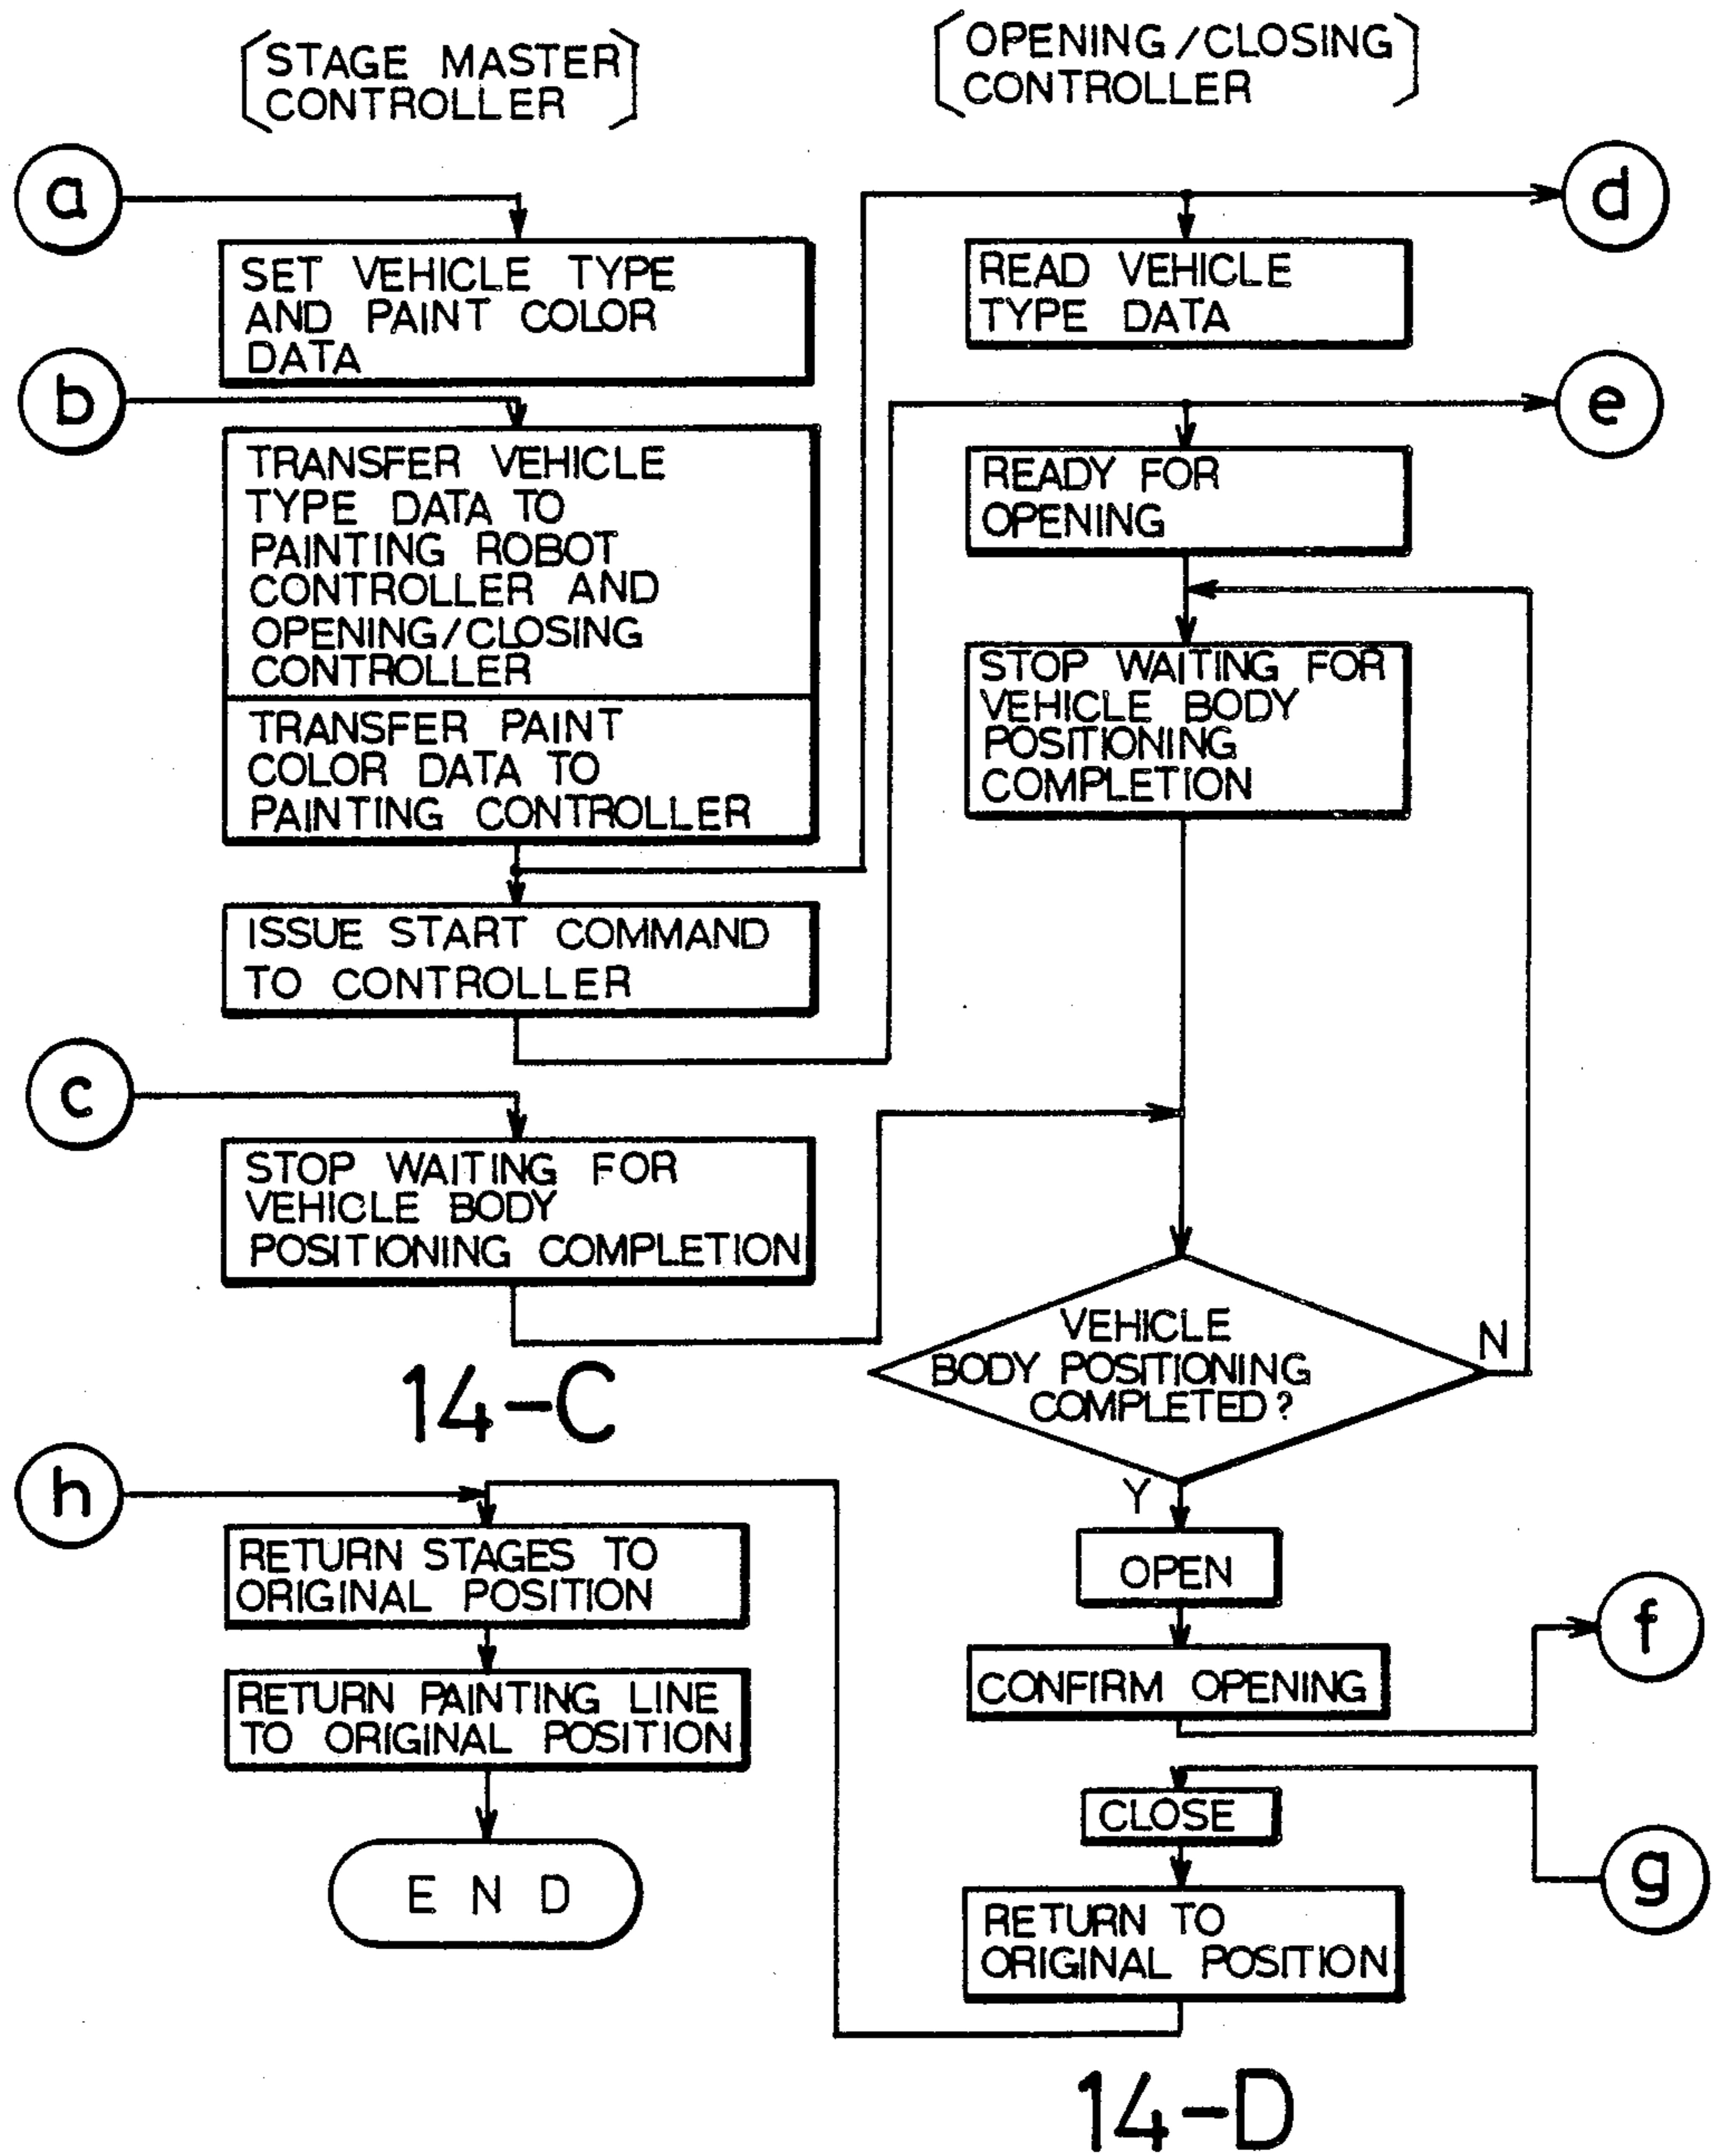 STAGE MASTER
CONTROLLER
a
SET VEHICLE TYPE
AND PAINT COLOR
DATA
b
TRANSFER VEHICLE
TYPE DATA TO
PAINTING ROBOT
CONTROLLER AND
OPENING/CLOSING
CONTROLLER
TRANSFER PAINT
COLOR DATA TO
PAINTING CONTROLLER
ISSUE START COMMAND
TO CONTROLLER
c
STOP WAITING FOR
VEHICLE BODY
POSITIONING COMPLETION
14-C
h
RETURN STAGES TO
ORIGINAL POSITION
RETURN PAINTING LINE
TO ORIGINAL POSITION
END
OPENING/CLOSING
CONTROLLER
d
READ VEHICLE
TYPE DATA
e
READY FOR
OPENING
STOP WAITING FOR
VEHICLE BODY
POSITIONING
COMPLETION
VEHICLE
BODY POSITIONING
COMPLETED?
N
Y
OPEN
f
CONFIRM OPENING
CLOSE
g
RETURN TO
ORIGINAL POSITION
14-D